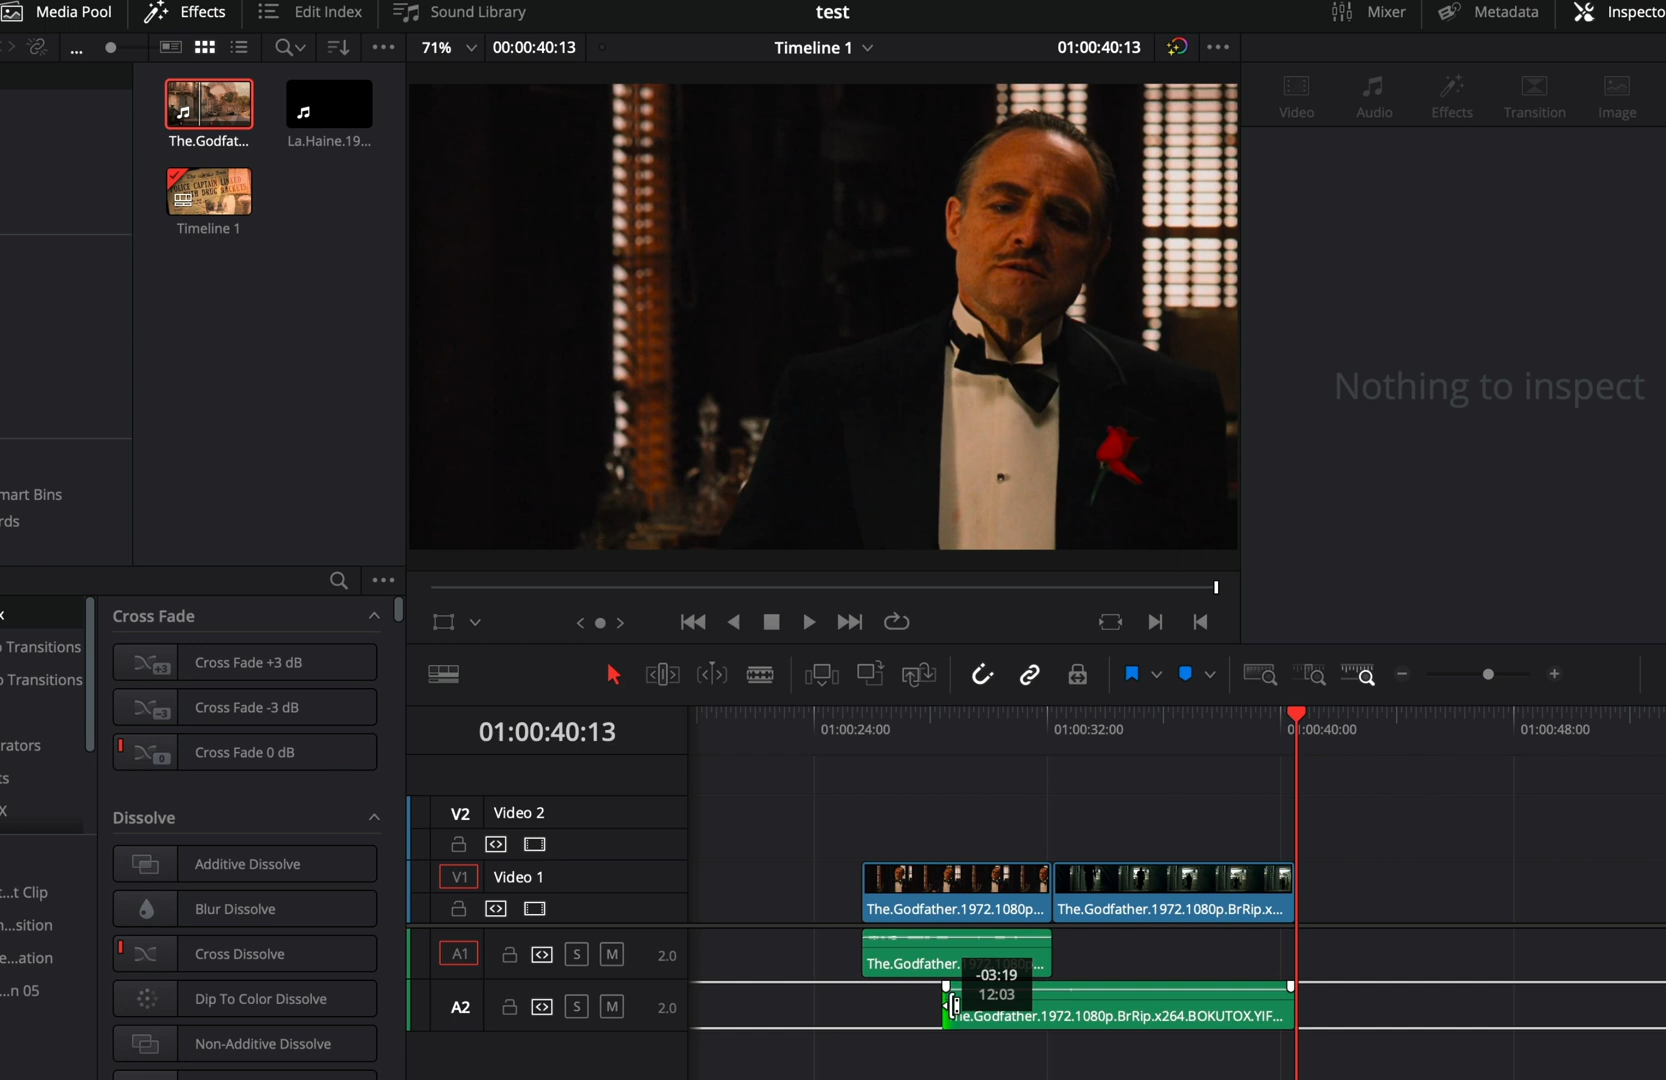 Media Pool
Effects
Edit Index
Sound Library
test
Mixer
Metadata
Inspecto
...
71%
00:00:40:13
Timeline 1
01:00:40:13
The.Godfat...
La.Haine.19...
Timeline 1
Video
Audio
Effects
Transition
Image
Nothing to inspect
mart Bins
rds
x
o Transitions
o Transitions
rators
ts
X
t...t Clip
n...sition
e...ation
...n 05
Cross Fade
+3
Cross Fade +3 dB
-3
Cross Fade -3 dB
0
Cross Fade 0 dB
Dissolve
Additive Dissolve
Blur Dissolve
Cross Dissolve
Dip To Color Dissolve
Non-Additive Dissolve
01:00:40:13
01:00:24:00
01:00:32:00
01:00:40:00
01:00:48:00
V2
Video 2
V1
Video 1
The.Godfather.1972.1080p...
The.Godfather.1972.1080p.BrRip.x...
A1
S
M
2.0
The.Godfather.1972.1080p...
-03:19
12:03
A2
S
M
2.0
he.Godfather.1972.1080p.BrRip.x264.BOKUTOX.YIF...